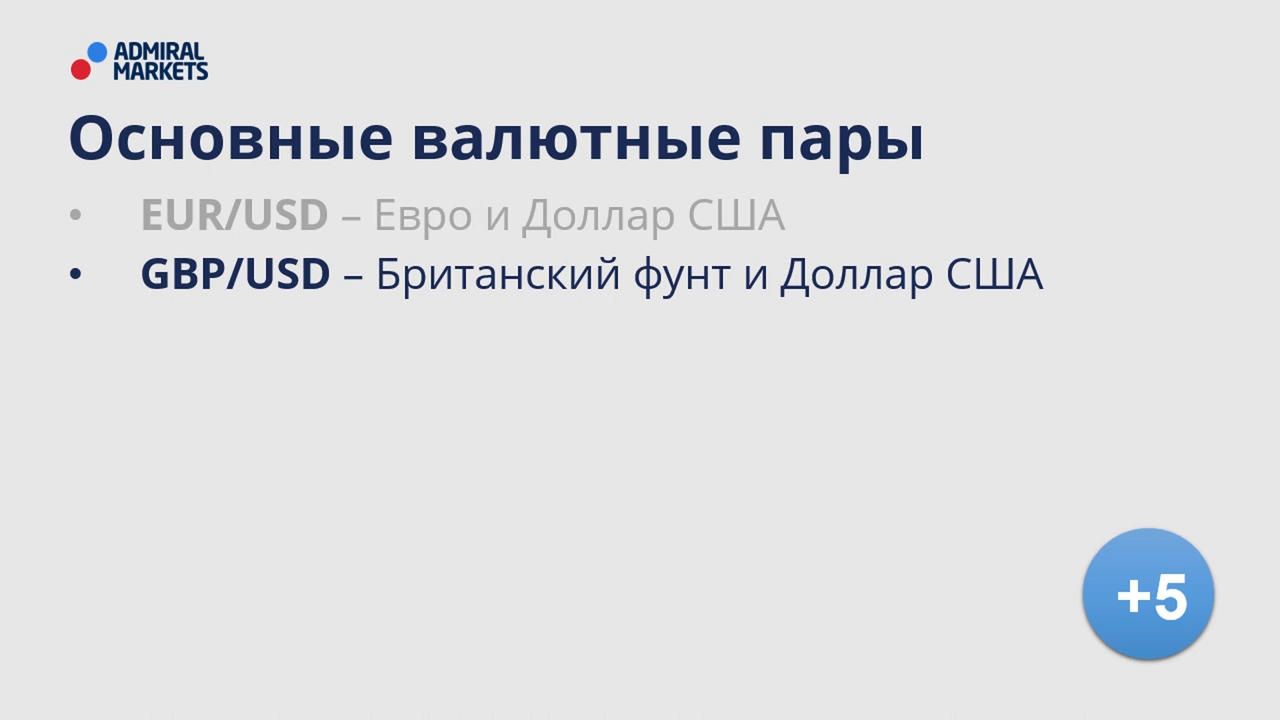 ADMIRAL
MARKETS
Основные валютные пары
• EUR/USD – Евро и Доллар США
• GBP/USD – Британский фунт и Доллар США
+5